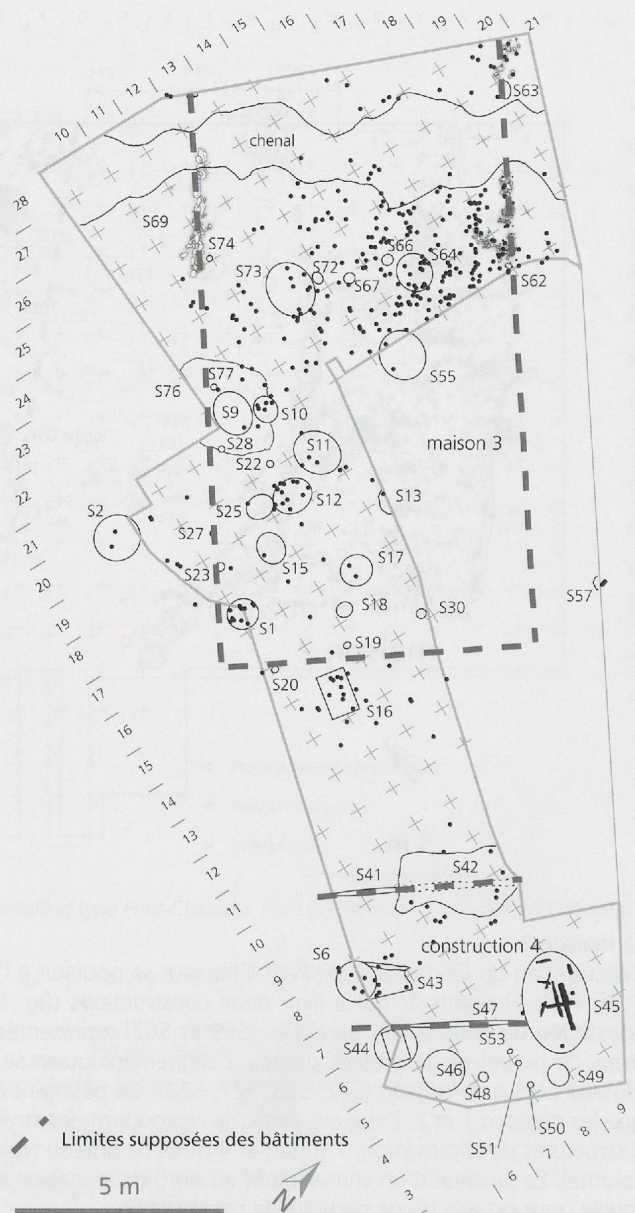 10 11 12 13 14 15 16 17 18 19 20 21
S63
chenal
28
S69
27
S74
S66
S64
26
S73
S72
S67
S62
25
S55
S77
S76
24
S9
S10
S28
S11
maison 3
23
S22
22
S12
S13
S2
S25
21
S27
S15
S17
20
S23
S57
19
S1
S18
S30
18
S19
S20
17
S16
16
15
14
13
12
S41
S42
11
10
S6
construction 4
9
S43
S45
8
S47
S44
S53
7
S46
S49
6
S48
5
S51
S50
9
8
4
6
3
Limites supposées des bâtiments
5 m
N